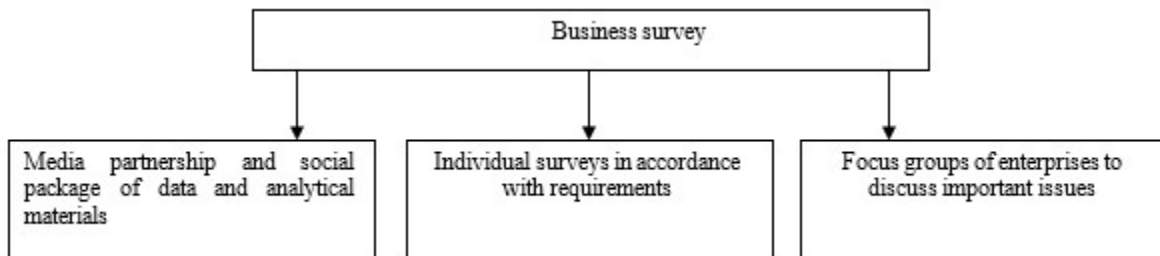 Business survey
Media partnership and social
package of data and analytical
materials
Individual surveys in accordance
with requirements
Focus groups of enterprises to
discuss important issues